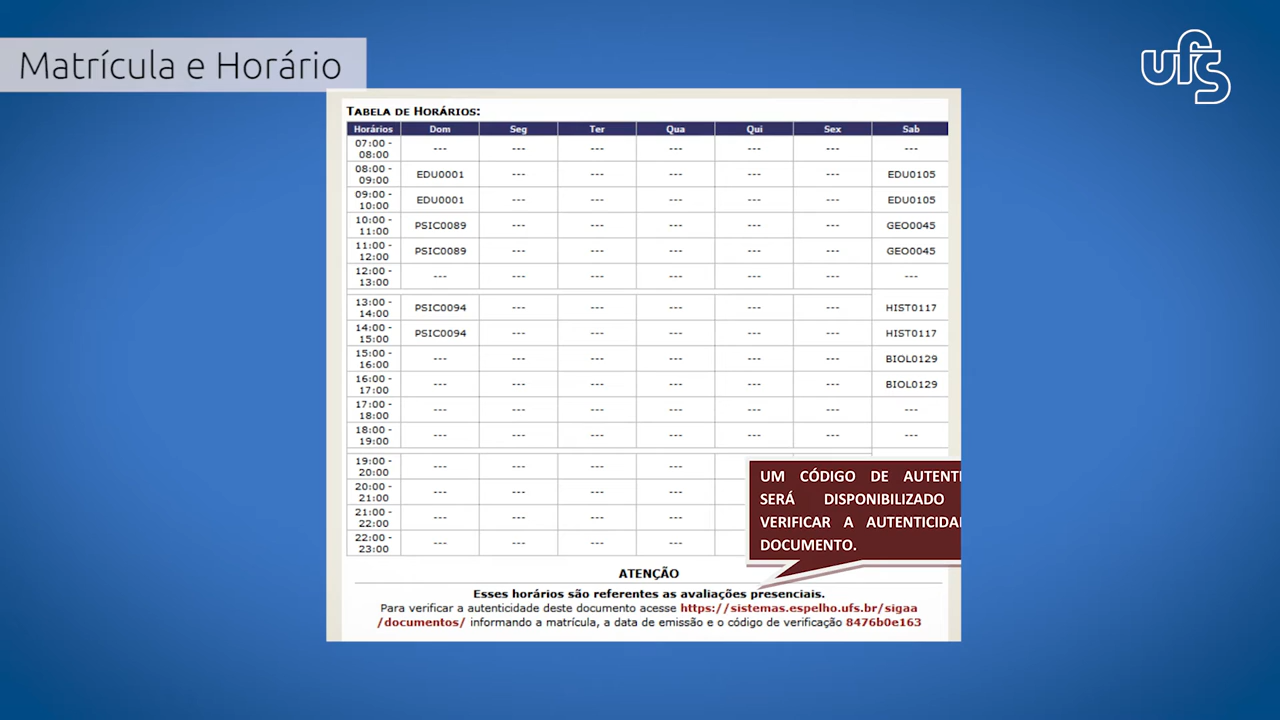 Matrícula e Horário
ufs
TABELA DE HORÁRIOS:
Horários Dom Seg Ter Qua Qui Sex Sab
07:00 - 08:00 --- --- --- --- --- --- ---
08:00 - 09:00 EDU0001 --- --- --- --- --- EDU0105
09:00 - 10:00 EDU0001 --- --- --- --- --- EDU0105
10:00 - 11:00 PSIC0089 --- --- --- --- --- GEO0045
11:00 - 12:00 PSIC0089 --- --- --- --- --- GEO0045
12:00 - 13:00 --- --- --- --- --- --- ---
13:00 - 14:00 PSIC0094 --- --- --- --- --- HIST0117
14:00 - 15:00 PSIC0094 --- --- --- --- --- HIST0117
15:00 - 16:00 --- --- --- --- --- --- BIOL0129
16:00 - 17:00 --- --- --- --- --- --- BIOL0129
17:00 - 18:00 --- --- --- --- --- --- ---
18:00 - 19:00 --- --- --- --- --- --- ---
19:00 - 20:00 --- --- --- ---
20:00 - 21:00 --- --- --- ---
21:00 - 22:00 --- --- --- ---
22:00 - 23:00 --- --- --- ---
UM CÓDIGO DE AUTENTI
SERÁ DISPONIBILIZADO
VERIFICAR A AUTENTICIDA
DOCUMENTO.
ATENÇÃO
Esses horários são referentes as avaliações presenciais.
Para verificar a autenticidade deste documento acesse https://sistemas.espelho.ufs.br/sigaa
/documentos/ informando a matrícula, a data de emissão e o código de verificação 8476b0e163